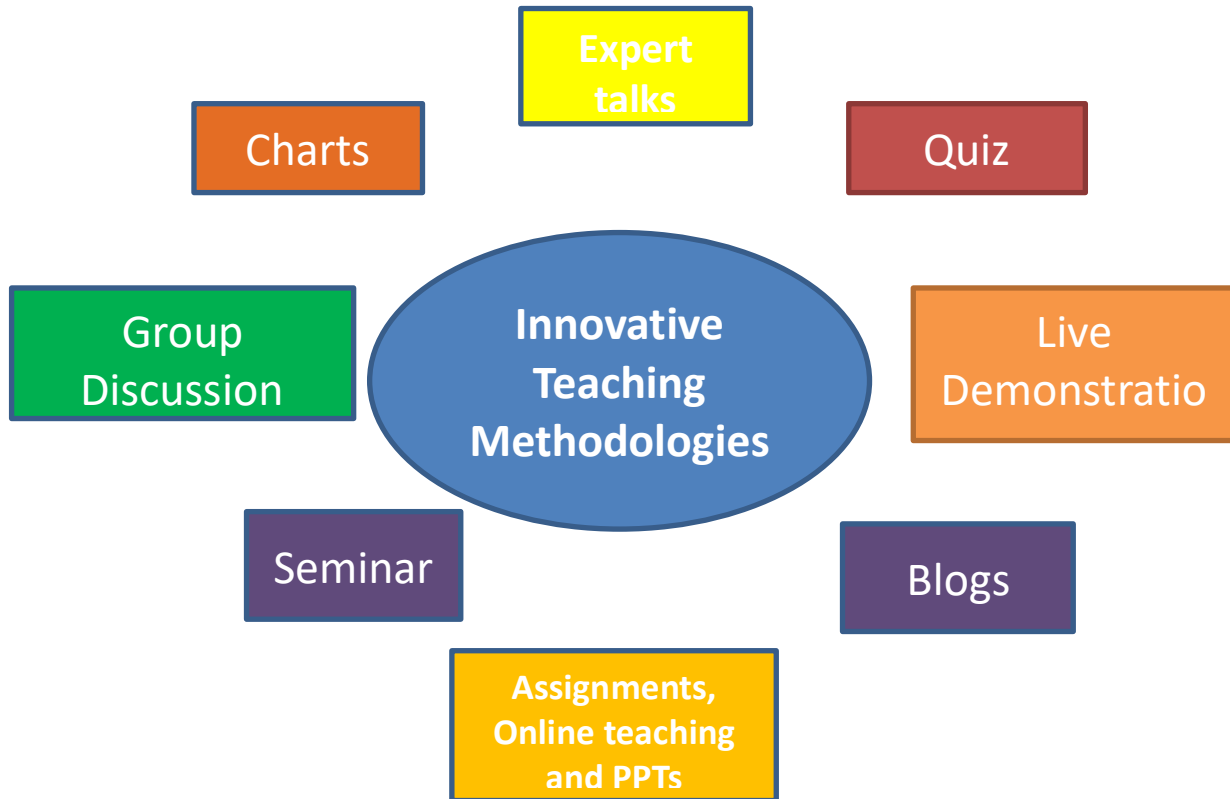 Expert
talks
Charts
Quiz
Group
Discussion
Innovative
Teaching
Methodologies
Live
Demonstratio
Seminar
Blogs
Assignments,
Online teaching
and PPTs